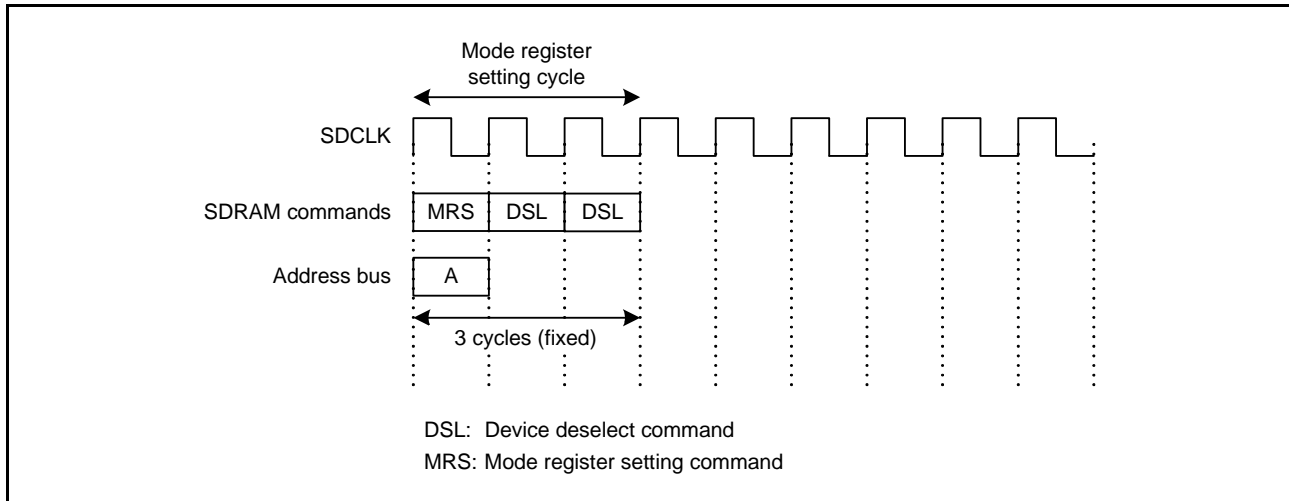 Mode register
setting cycle
SDCLK
SDRAM commands MRS DSL DSL
Address bus A
3 cycles (fixed)
DSL: Device deselect command
MRS: Mode register setting command